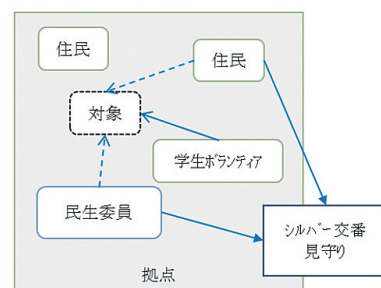 住民
住民
対象
学生ボランティア
民生委員
シルバー交番
見守り
拠点